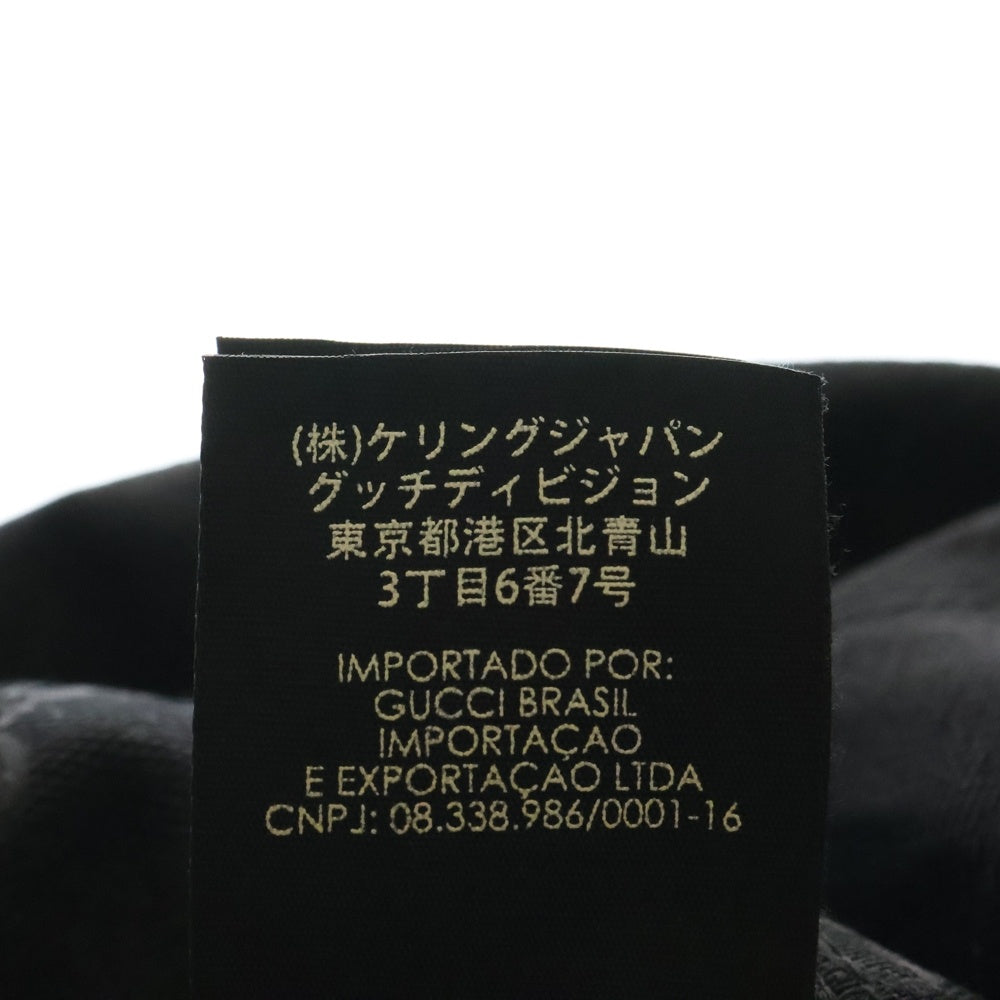 (株)ケリングジャパン
グッチディビジョン
東京都港区北青山
3丁目6番7号
IMPORTADO POR:
GUCCI BRASIL
IMPORTAÇAO
E EXPORTAÇAO LTDA
CNPJ: 08.338.986/0001-16